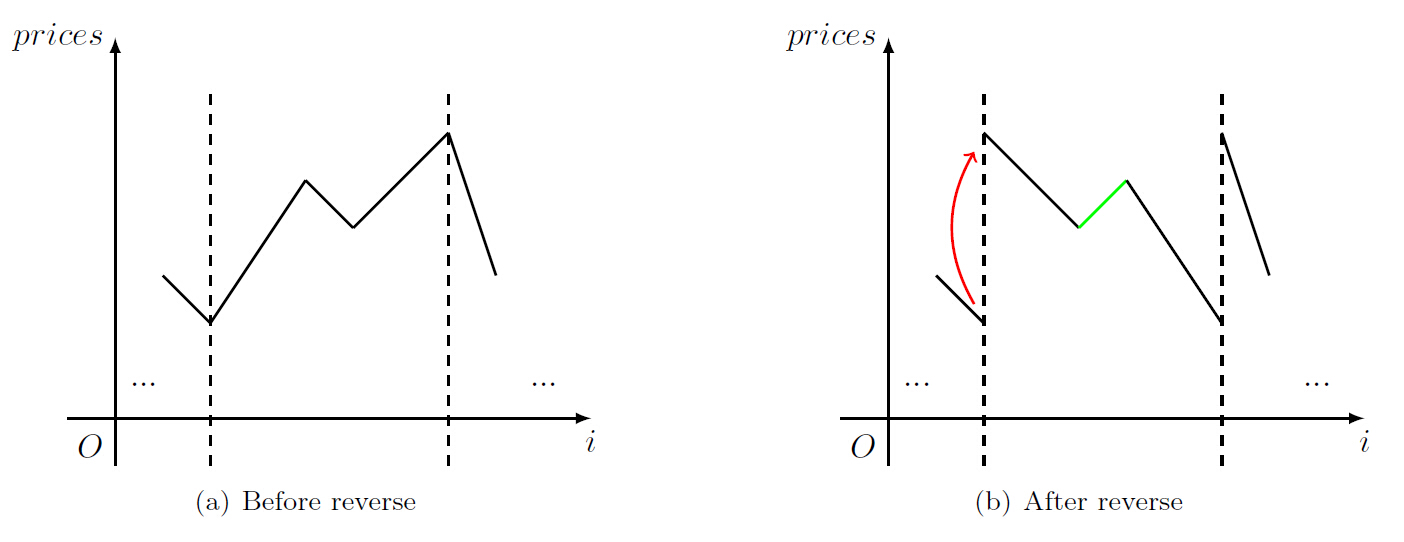 prices
...
...
O
i
(a) Before reverse
prices
...
...
O
i
(b) After reverse